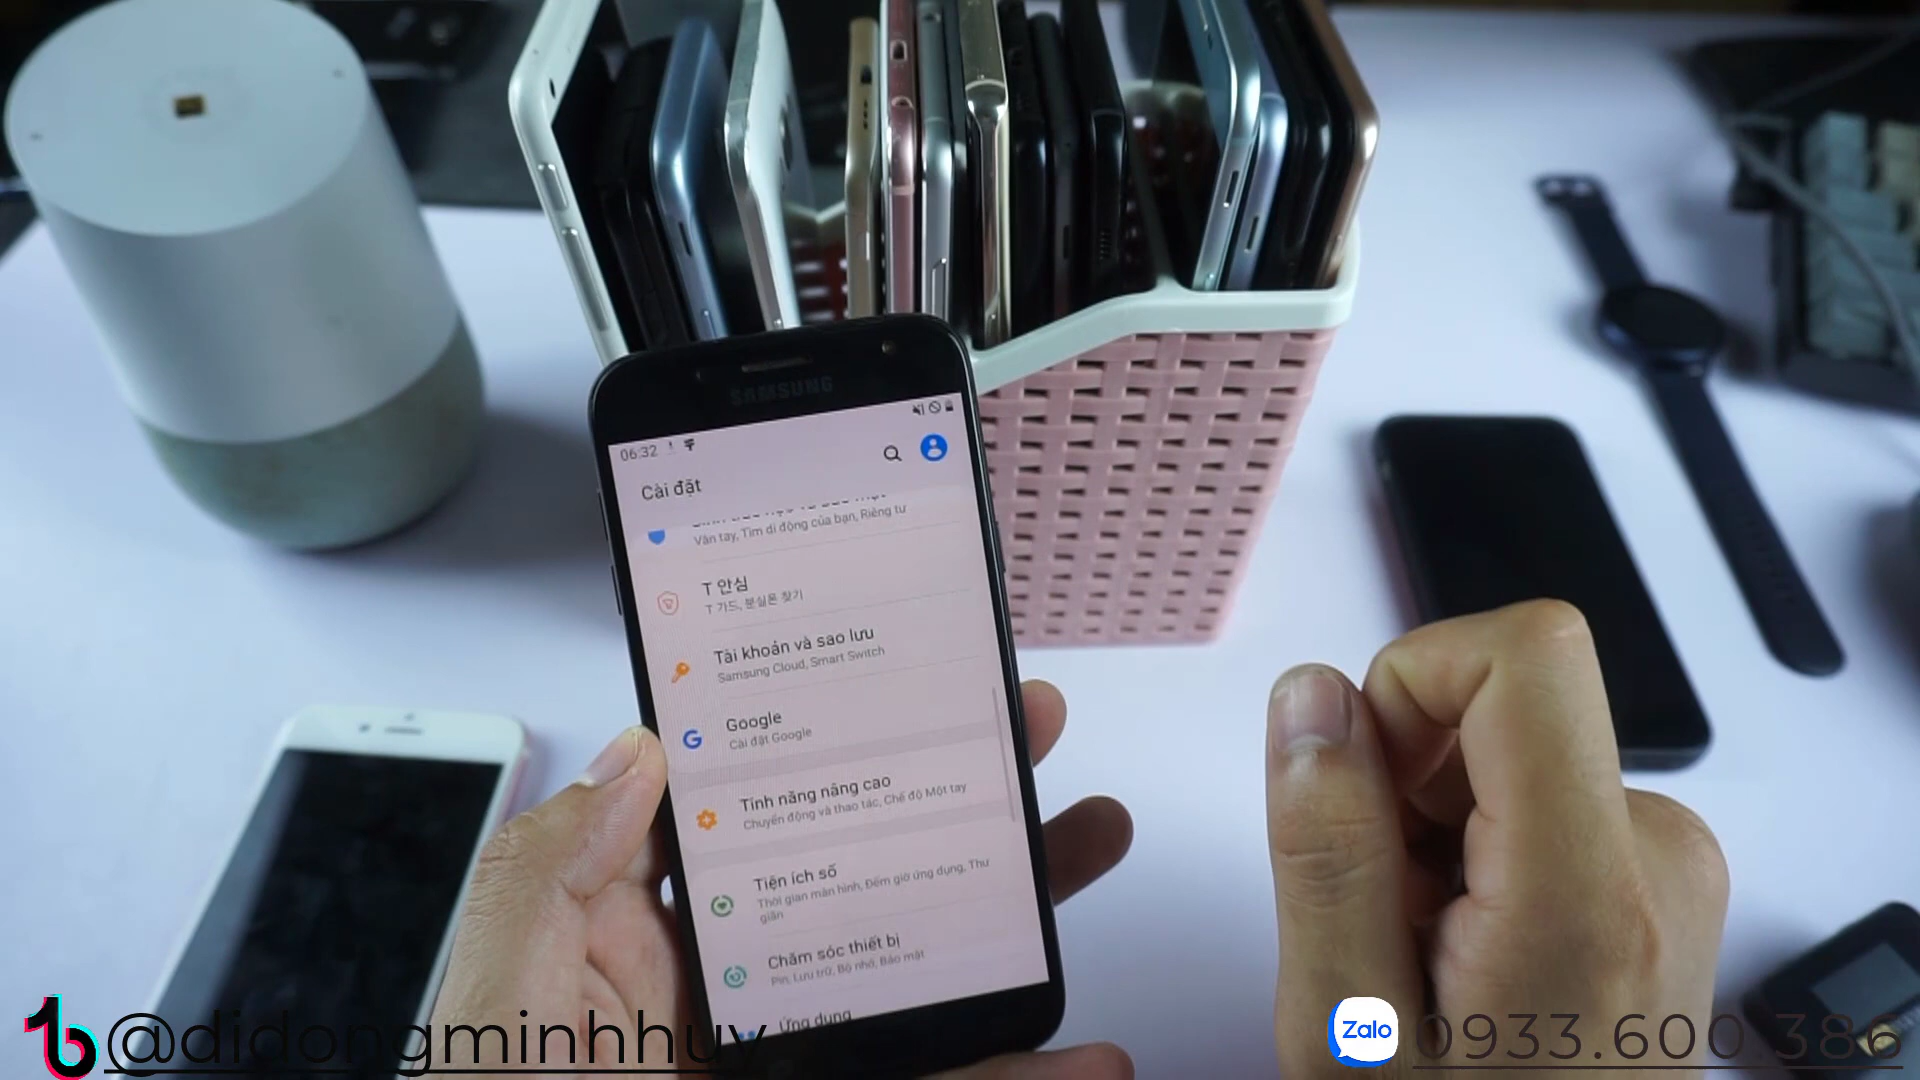 SAMSUNG
06:32
Cài đặt
Vân tay, Tìm di động của bạn, Riêng tư
T 안심
T 가드, 분실폰 찾기
Tài khoản và sao lưu
Samsung Cloud, Smart Switch
Google
Cài đặt Google
Tính năng nâng cao
Chuyển động và thao tác, Chế độ Một tay
Tiện ích số
Thời gian màn hình, Đếm giờ ứng dụng, Thư
giãn
Chăm sóc thiết bị
Pin, Lưu trữ, Bộ nhớ, Bảo mật
Ứng dụng
@didongminhhuy
Zalo
0933.600.386